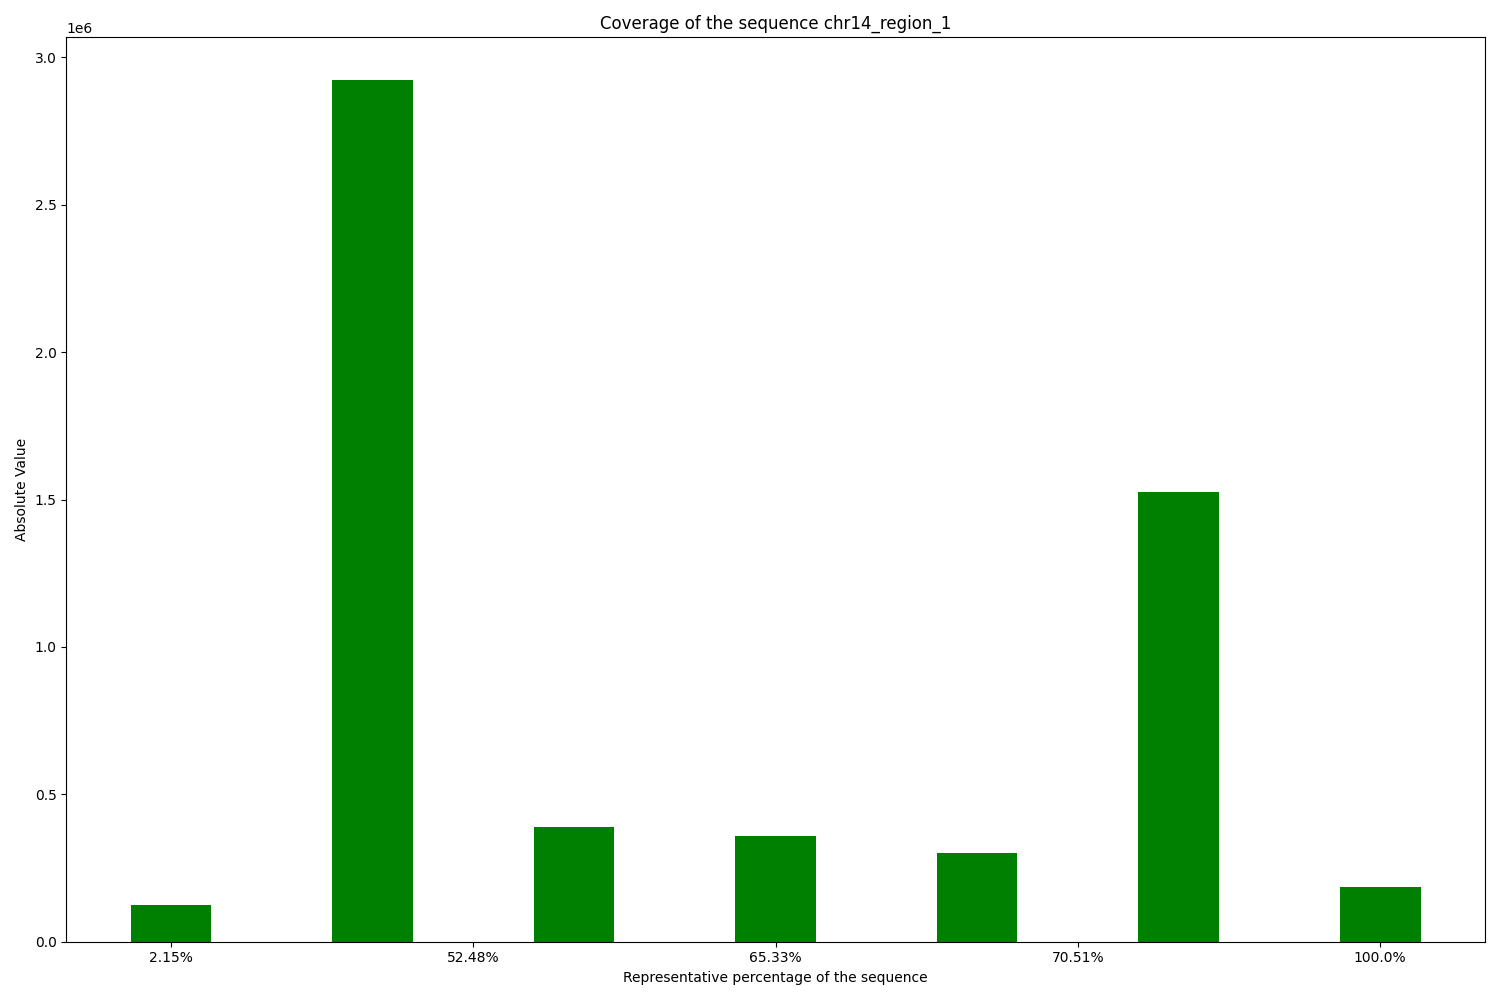 Coverage of the sequence chr14_region_1
1e6
3.0
2.5
2.0
1.5
1.0
0.5
0.0
Absolute Value
2.15% 52.48% 65.33% 70.51% 100.0%
Representative percentage of the sequence